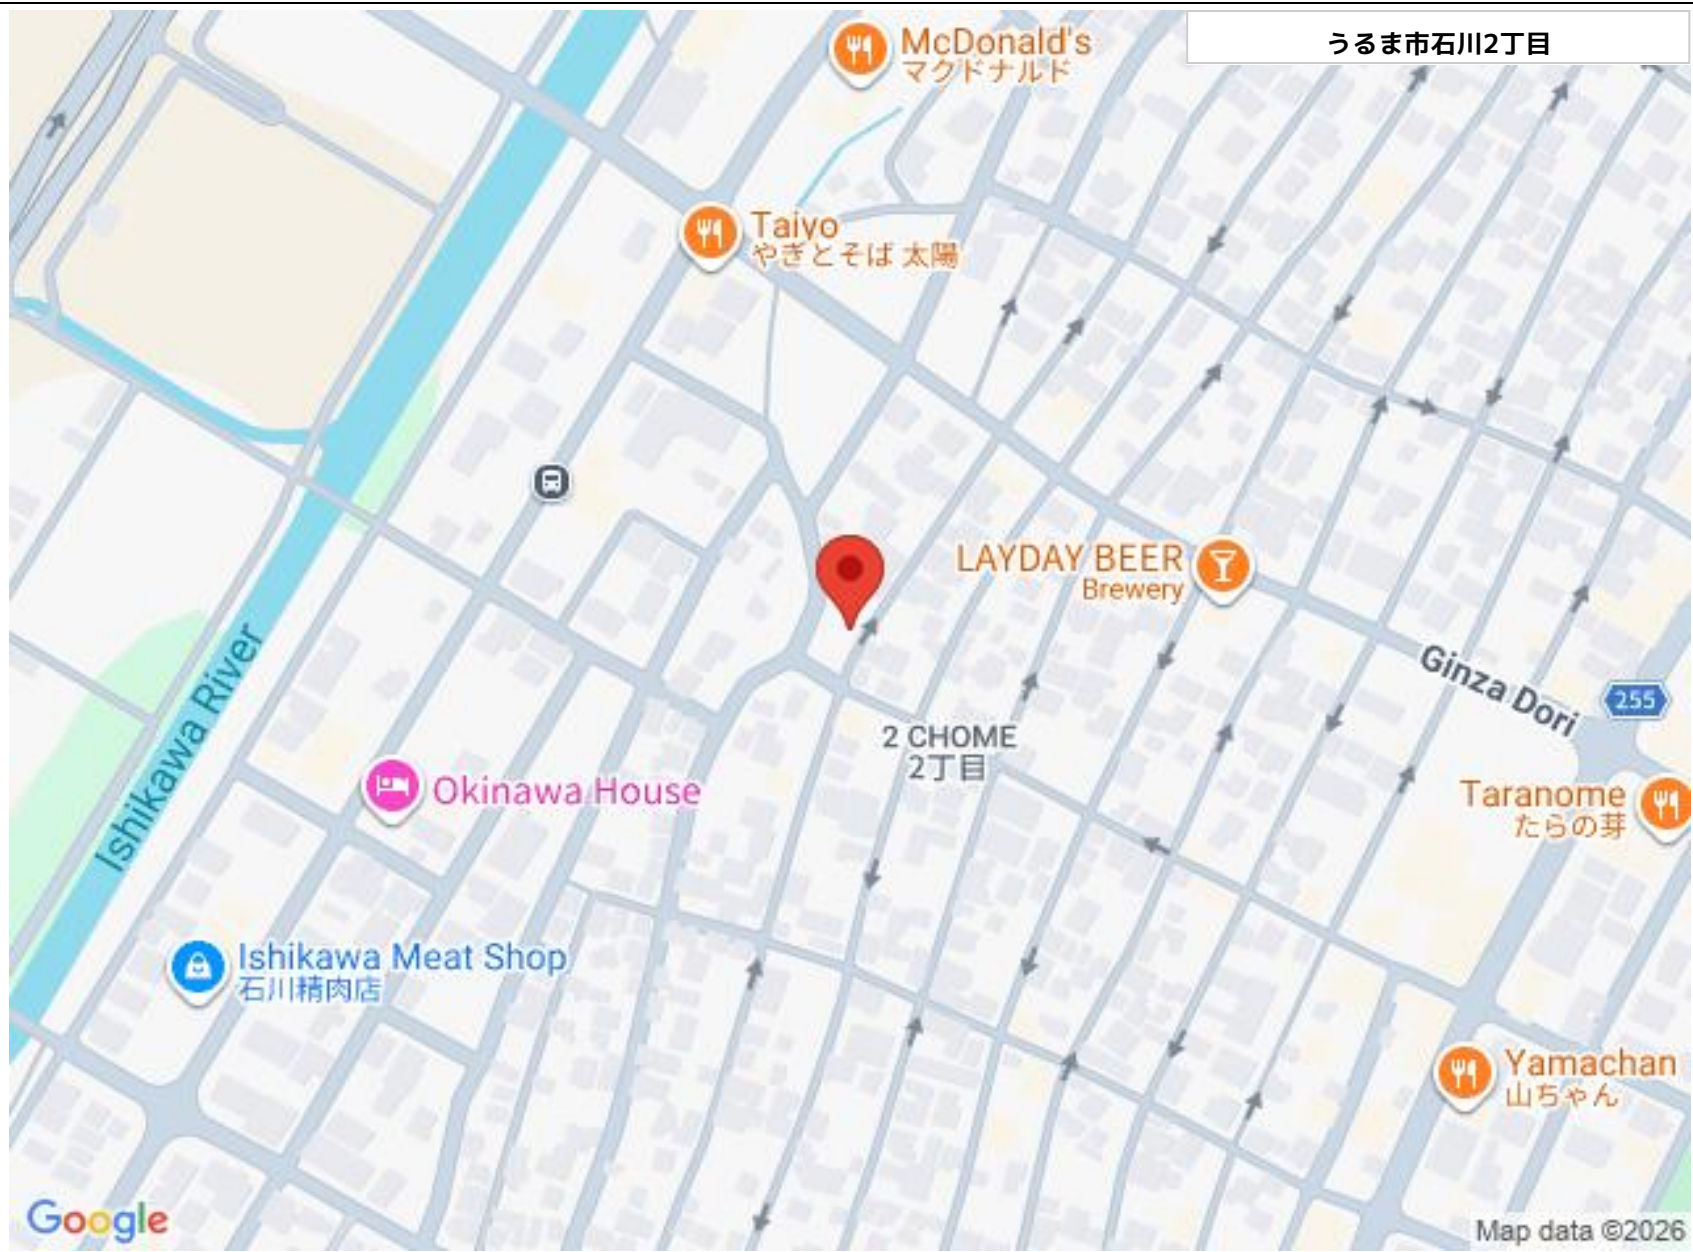 うるま市石川2丁目
McDonald's
マクドナルド
Taiyo
やぎとそば 太陽
LAYDAY BEER
Brewery
Ginza Dori
255
Ishikawa River
2 CHOME
2丁目
Okinawa House
Taranome
たらの芽
Ishikawa Meat Shop
石川精肉店
Yamachan
山ちゃん
Google
Map data ©2026